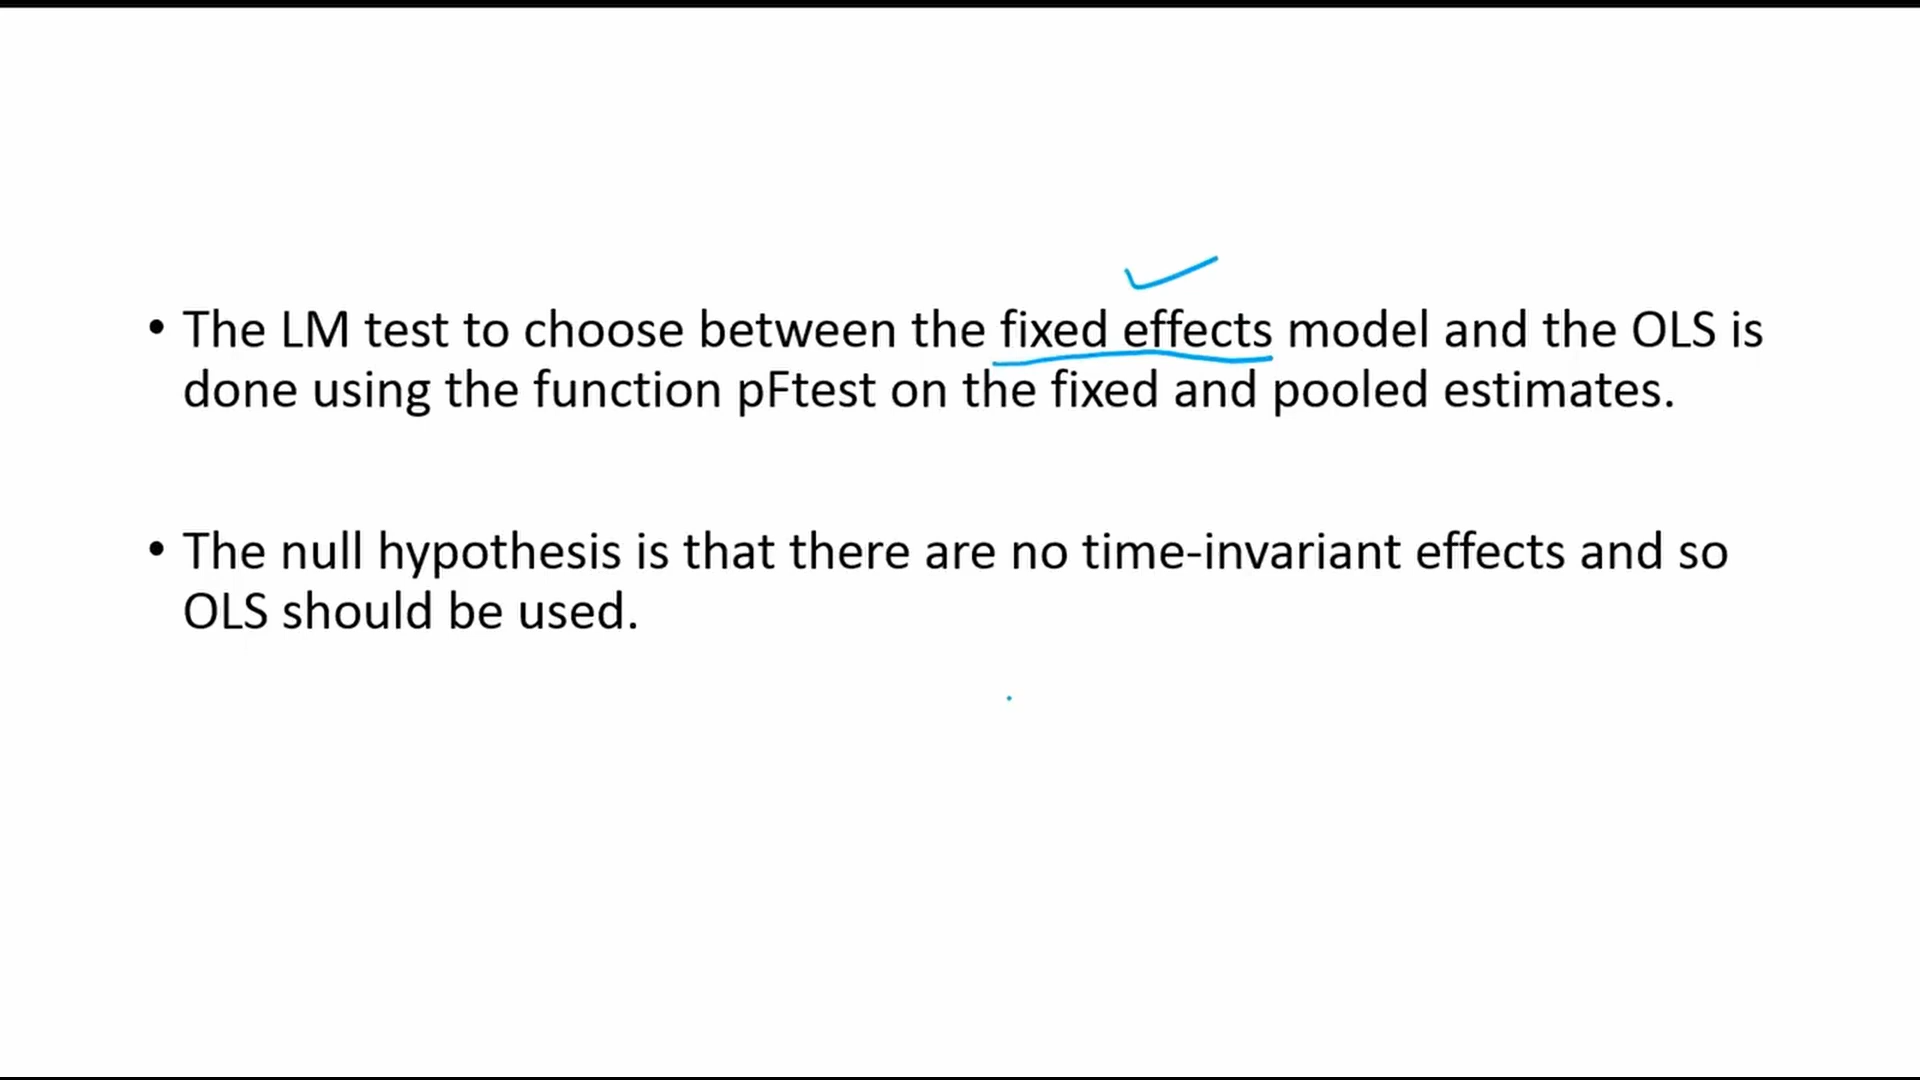 • The LM test to choose between the fixed effects model and the OLS is
done using the function pFtest on the fixed and pooled estimates.
• The null hypothesis is that there are no time-invariant effects and so
OLS should be used.